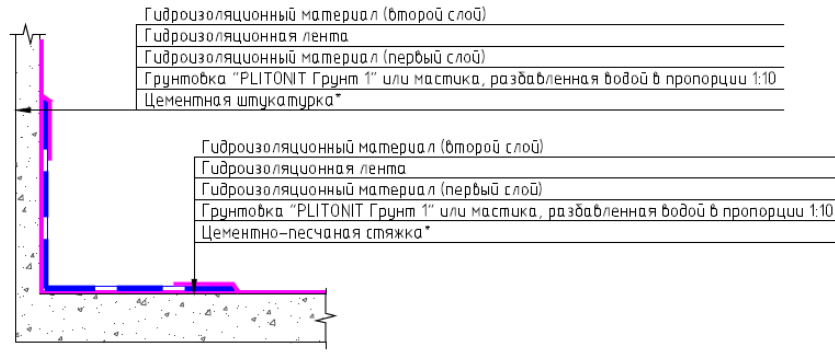 Гидроизоляционный материал (второй слой)
Гидроизоляционная лента
Гидроизоляционный материал (первый слой)
Грунтовка "PLITONIT Грунт 1" или мастика, разбавленная водой в пропорции 1:10
Цементная штукатурка*
Гидроизоляционный материал (второй слой)
Гидроизоляционная лента
Гидроизоляционный материал (первый слой)
Грунтовка "PLITONIT Грунт 1" или мастика, разбавленная водой в пропорции 1:10
Цементно-песчаная стяжка*